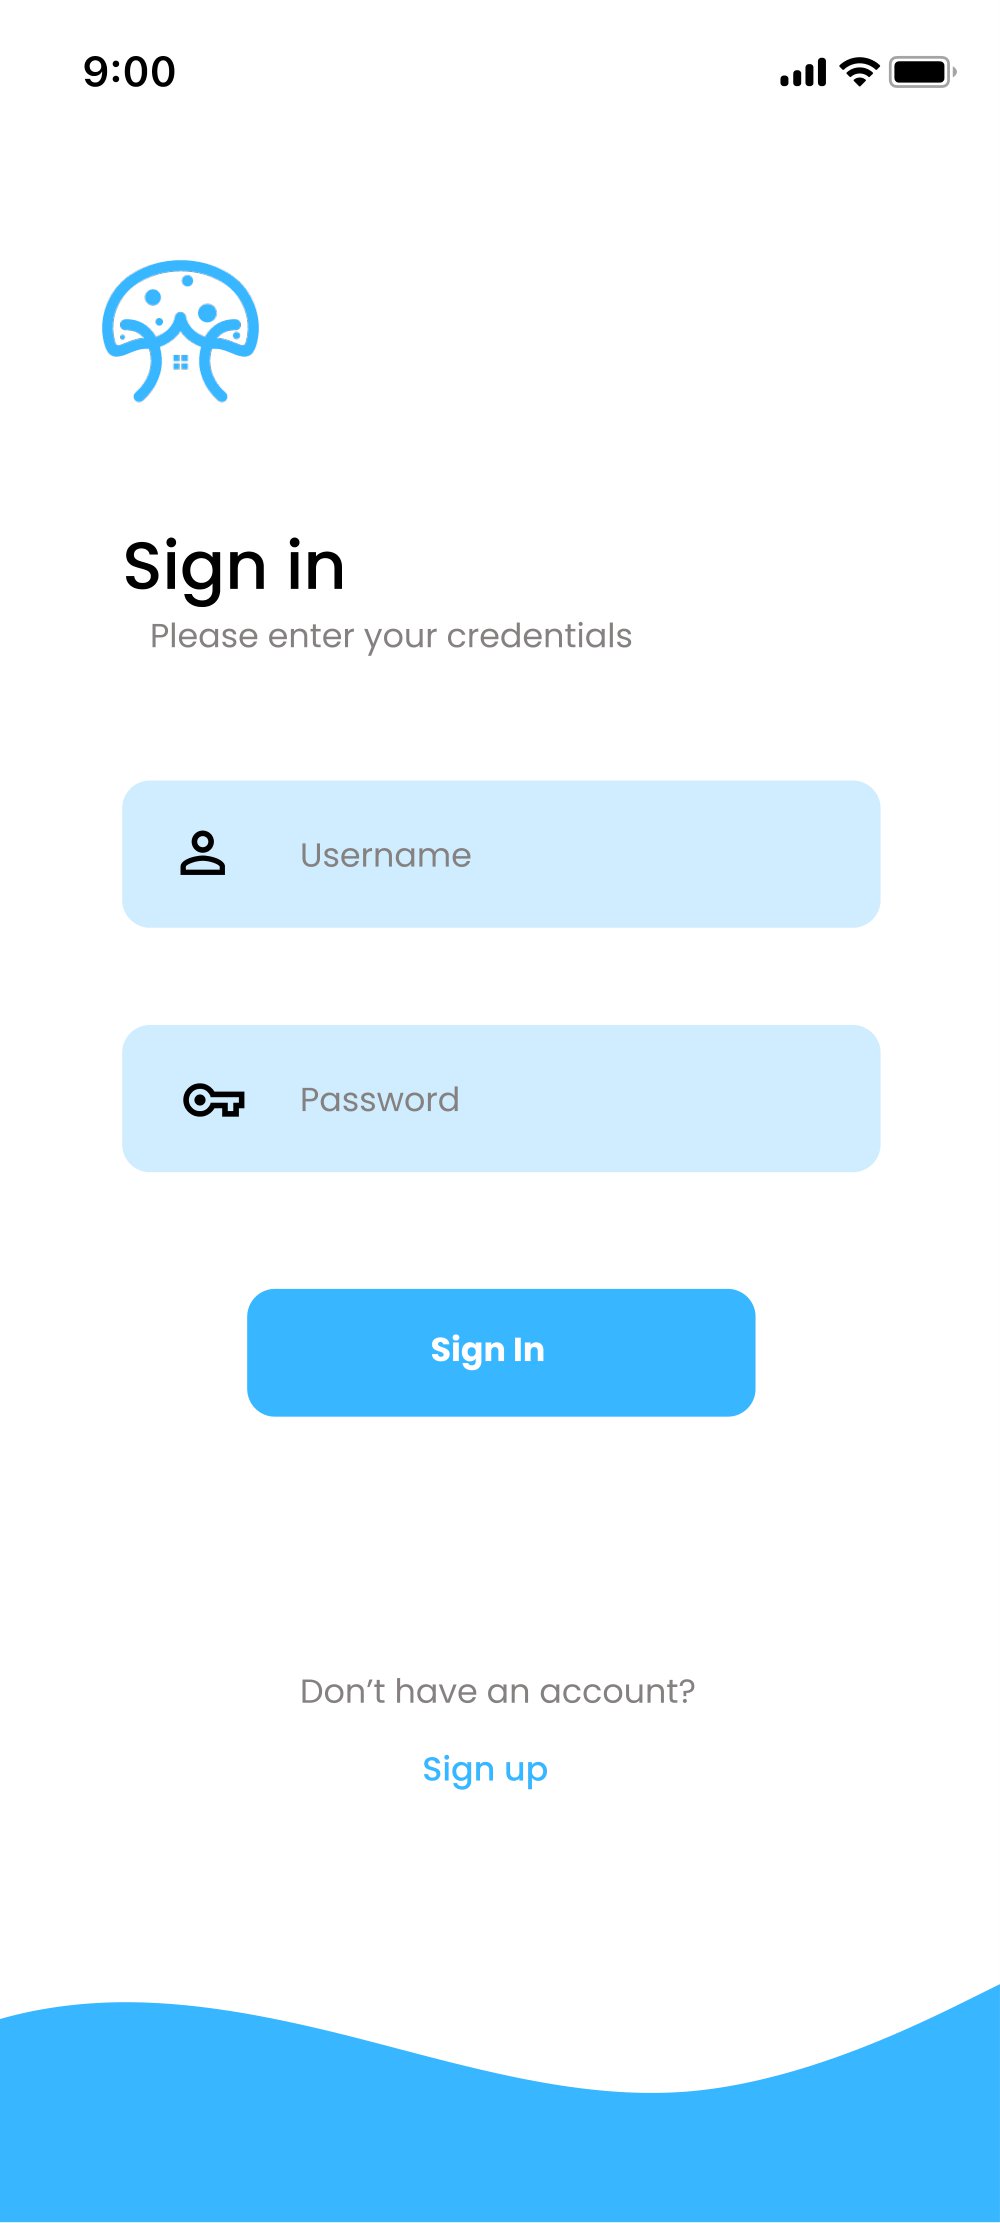 9:00
Sign in
Please enter your credentials
Username
Password
Sign In
Don’t have an account?
Sign up